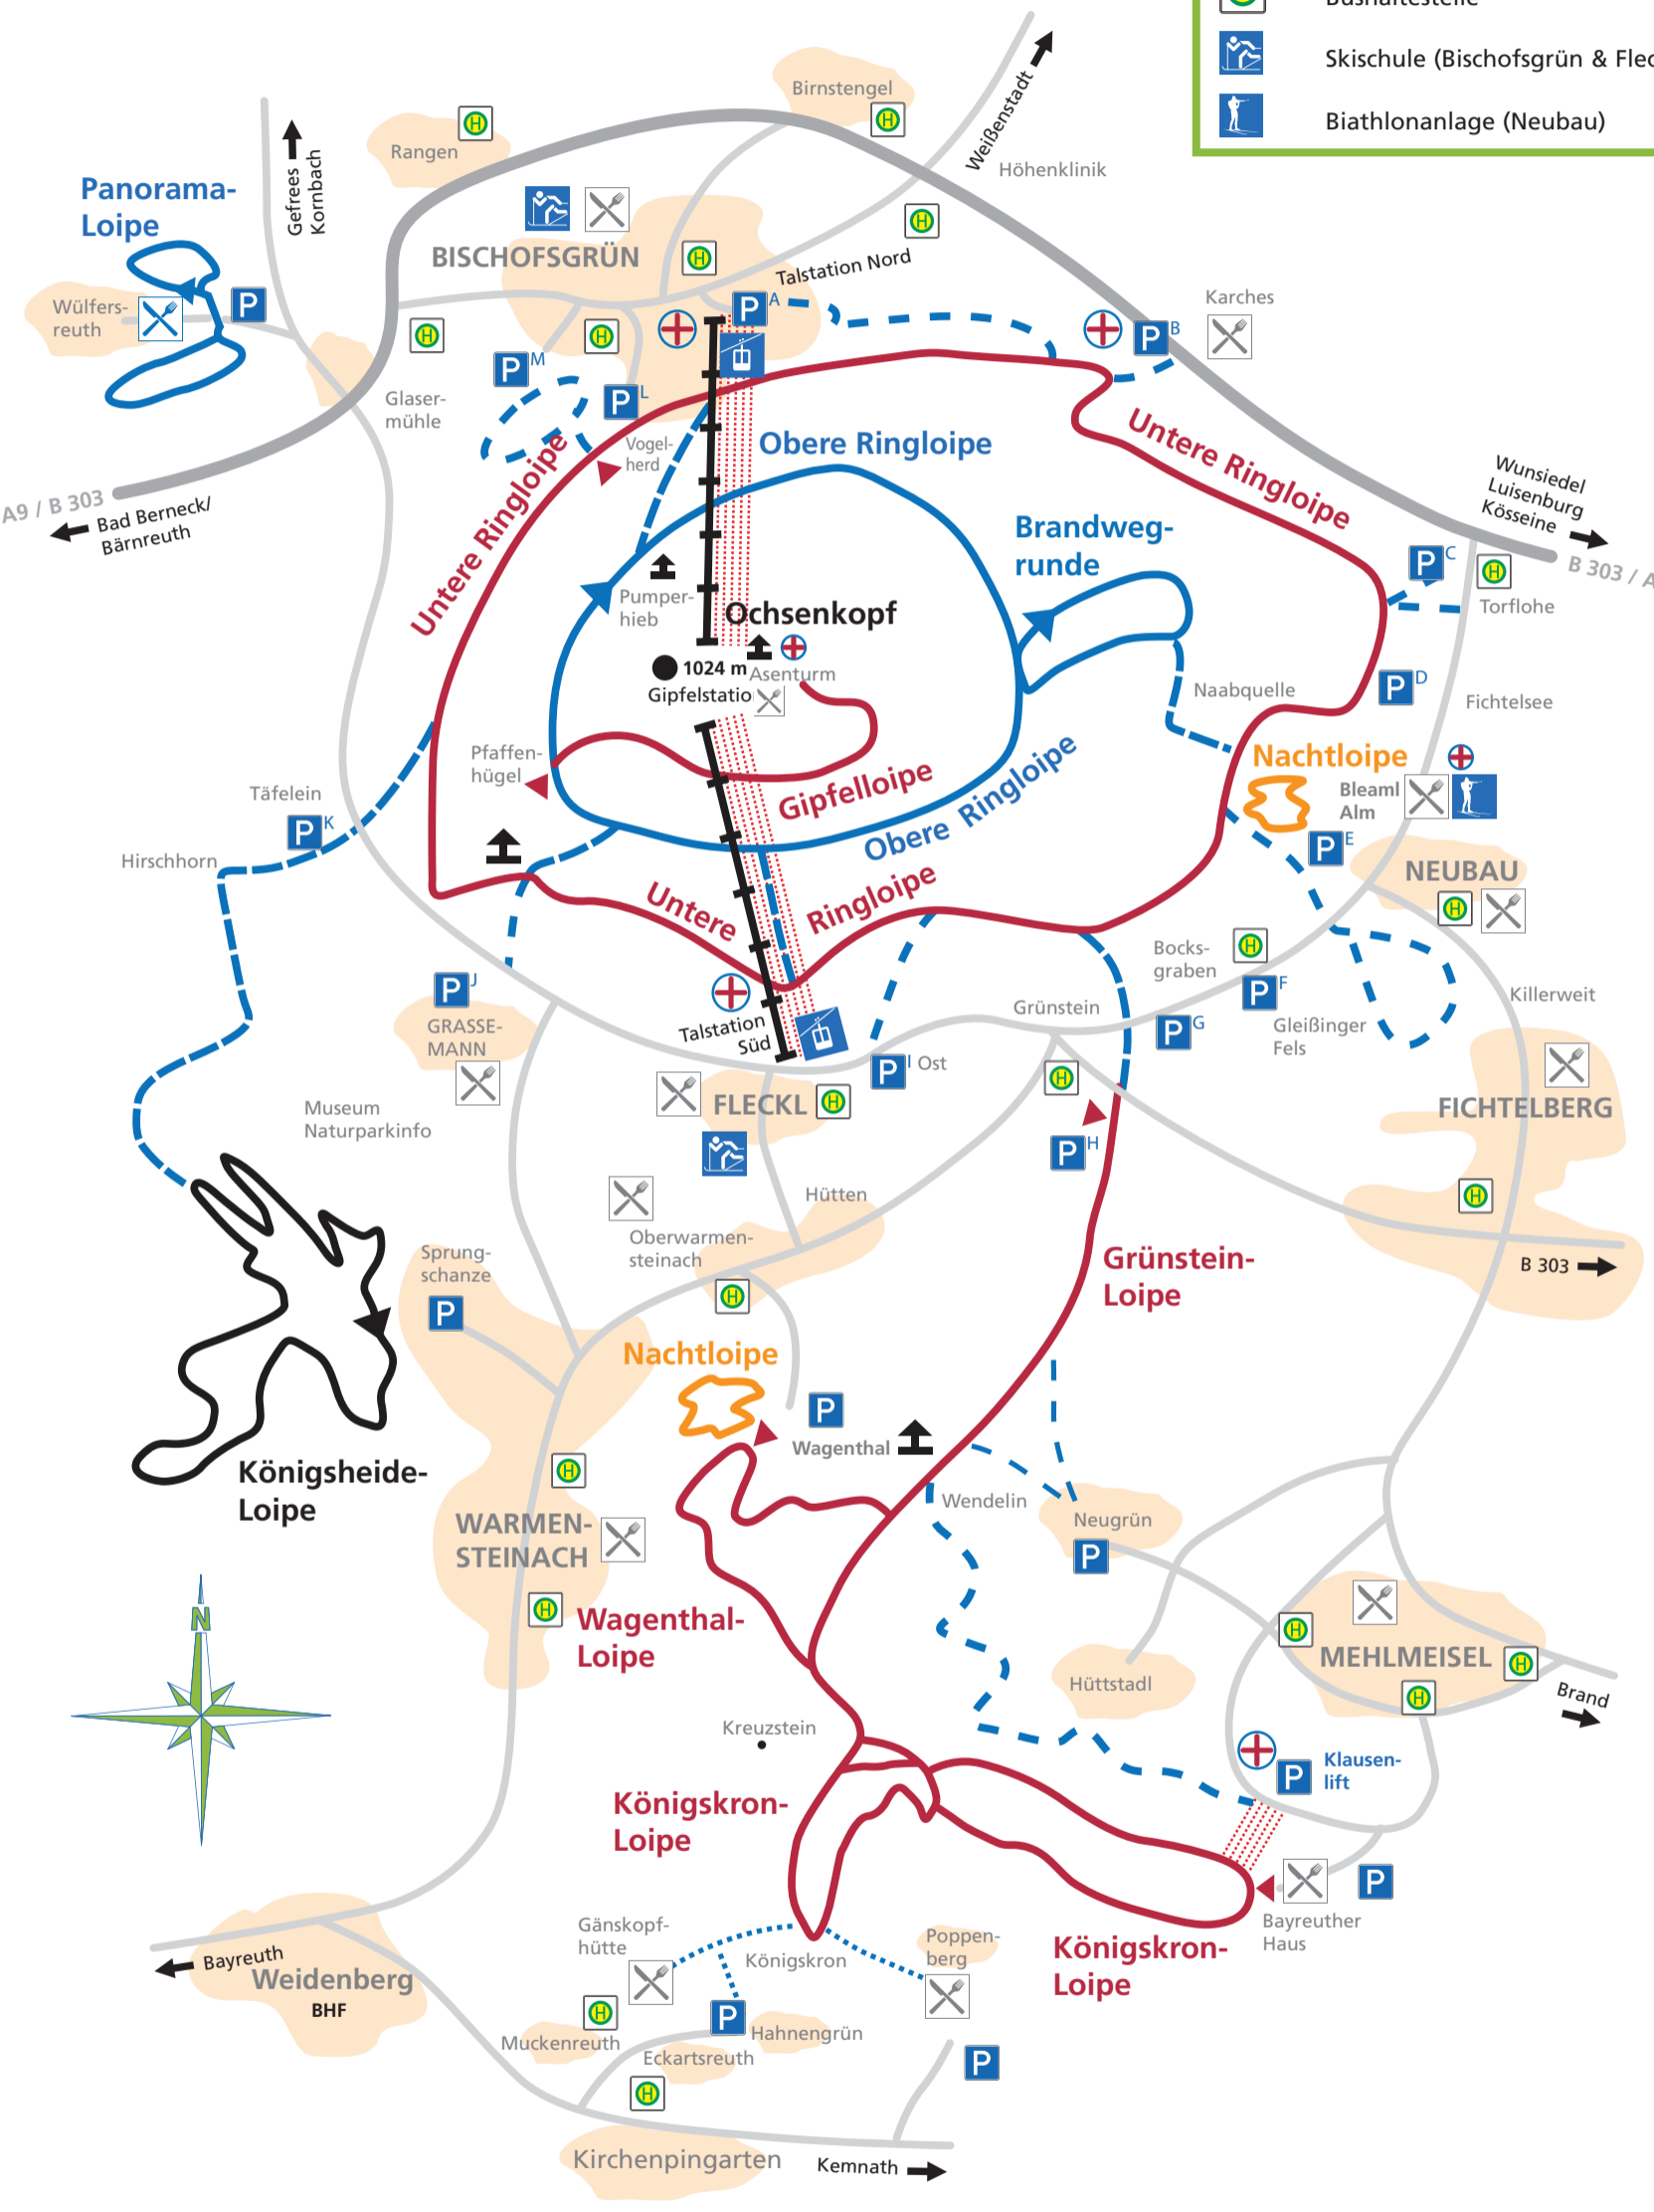 Bushaltestelle
Skischule (Bischofsgrün &
Biathlonanlage (Neubau)
Birnstengel
Weißenstadt
Höhenklinik
Rangen
Gefrees
Kornbach
Panorama-
Loipe
BISCHOFSGRÜN
Talstation Nord
Wülfers-
reuth
A
Karches
B
M
L
Glaser-
mühle
Vogel-
herd
Obere Ringloipe
Untere Ringloipe
Untere Ringloipe
A9 / B 303
Bad Berneck/
Bärnreuth
Wunsiedel
Luisenburg
Kösseine
B 303 / A
Brandweg-
runde
C
Torflohe
Pumper-
hieb
Ochsenkopf
1024 m
Asenturm
Gipfelstation
Naabquelle
D
Fichtelsee
Pfaffen-
hügel
Gipfelloipe
Obere Ringloipe
Nachtloipe
Bleaml
Alm
E
NEUBAU
Täfelein
K
Hirschhorn
Untere Ringloipe
Bocks-
graben
F
Killerweit
J
GRASSE-
MANN
Talstation
Süd
Grünstein
G
Gleißinger
Fels
I
Ost
FLECKL
Museum
Naturparkinfo
H
FICHTELBERG
Hütten
Oberwarmen-
steinach
Sprung-
schanze
Grünstein-
Loipe
B 303
Nachtloipe
Wagenthal
Königsheide-
Loipe
Wendelin
Neugrün
WARMEN-
STEINACH
N
Wagenthal-
Loipe
MEHLMEISEL
Hüttstadl
Brand
Kreuzstein
Klausen-
lift
Königskron-
Loipe
Bayreuther
Haus
Gänskopf-
hütte
Königskron
Poppen-
berg
Königskron-
Loipe
Bayreuth
Weidenberg
BHF
Muckenreuth
Hahnengrün
Eckartsreuth
Kirchenpingarten
Kemnath